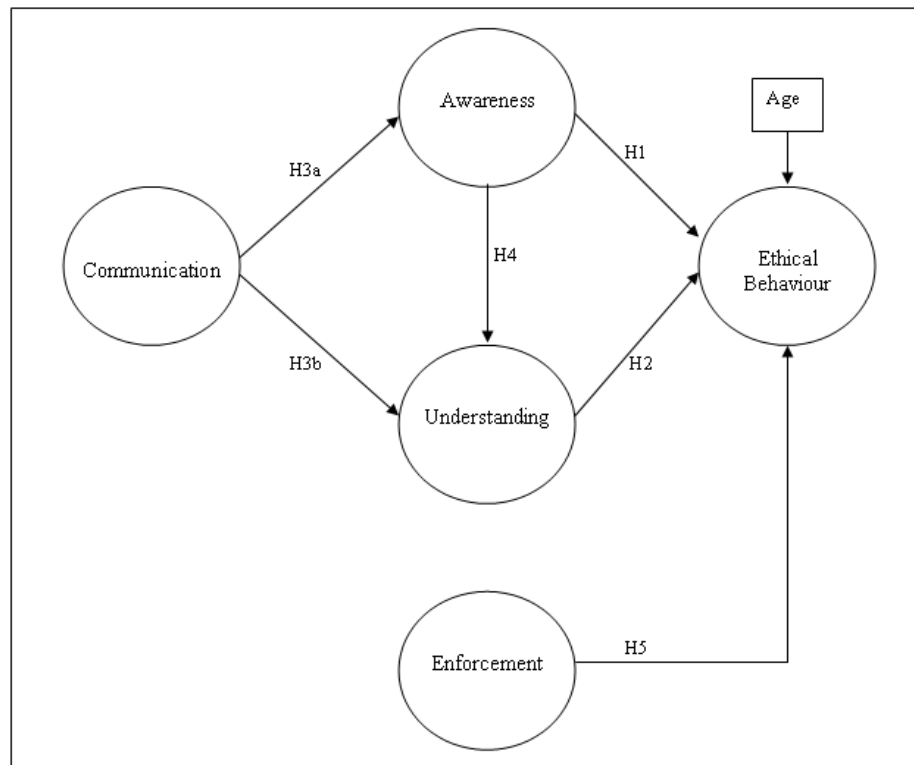 Awareness
Age
H1
H3a
Communication
H4
Ethical
Behaviour
H3b
H2
Understanding
Enforcement
H5